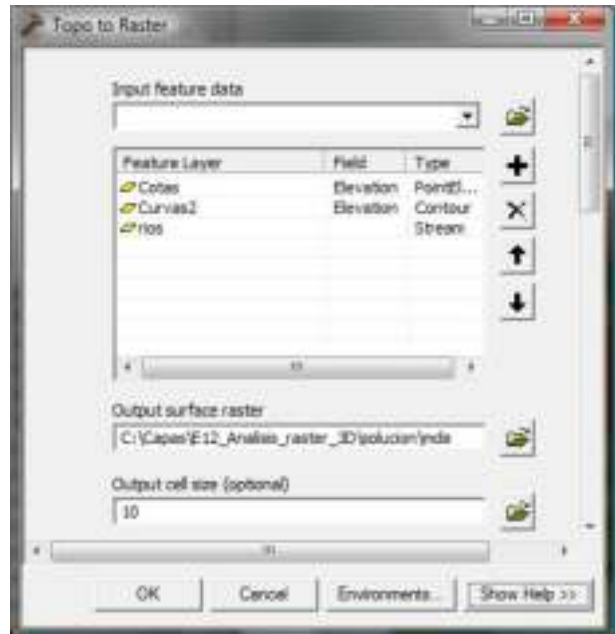 Topo to Raster
Input feature data
Feature Layer Field Type
Cotas Elevation PointEl...
Curvas2 Elevation Contour
rios Stream
Output surface raster
C:\Capas\E12_Analisis_raster_3D\solucion\mde
Output cell size (optional)
10
OK Cancel Environments... Show Help >>